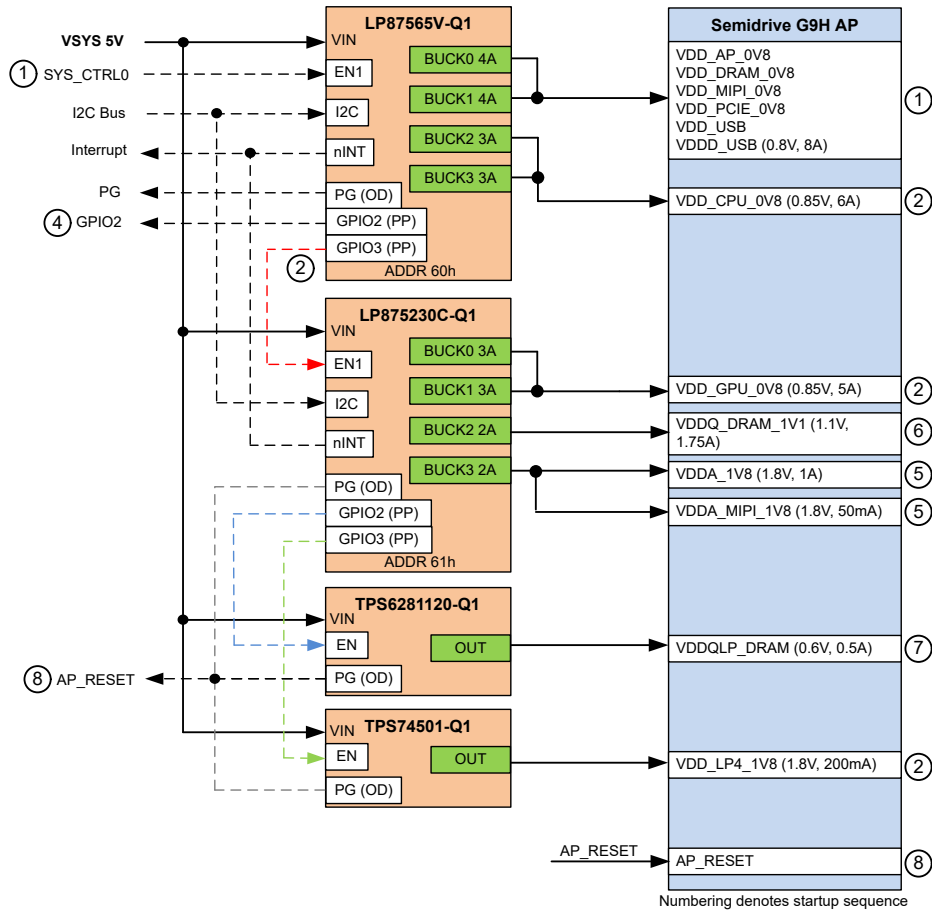 LP87565V-Q1
Semidrive G9H AP
VSYS 5V
VIN
BUCK0 4A
VDD_AP_0V8
VDD_DRAM_0V8
VDD_MIPI_0V8
VDD_PCIE_0V8
VDD_USB
VDDD_USB (0.8V, 8A)
1
1 SYS_CTRL0
EN1
BUCK1 4A
I2C Bus
I2C
BUCK2 3A
Interrupt
nINT
BUCK3 3A
PG
PG (OD)
VDD_CPU_0V8 (0.85V, 6A)
2
4 GPIO2
GPIO2 (PP)
GPIO3 (PP)
2
ADDR 60h
LP875230C-Q1
VIN
BUCK0 3A
EN1
BUCK1 3A
VDD_GPU_0V8 (0.85V, 5A)
2
I2C
BUCK2 2A
VDDQ_DRAM_1V1 (1.1V,
1.75A)
6
nINT
BUCK3 2A
VDDA_1V8 (1.8V, 1A)
5
PG (OD)
GPIO2 (PP)
VDDA_MIPI_1V8 (1.8V, 50mA)
5
GPIO3 (PP)
ADDR 61h
TPS6281120-Q1
VIN
EN
OUT
VDDQLP_DRAM (0.6V, 0.5A)
7
8 AP_RESET
PG (OD)
TPS74501-Q1
VIN
EN
OUT
VDD_LP4_1V8 (1.8V, 200mA)
2
PG (OD)
AP_RESET
AP_RESET
8
Numbering denotes startup sequence